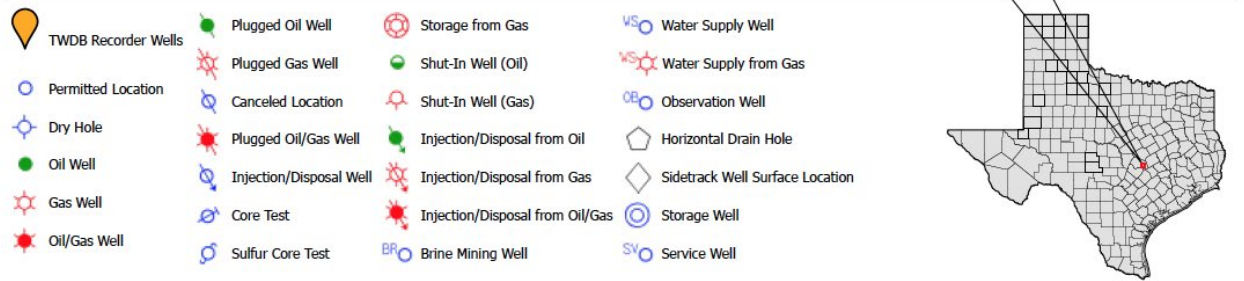 TWDB Recorder Wells
Permitted Location
Dry Hole
Oil Well
Gas Well
Oil/Gas Well
Plugged Oil Well
Plugged Gas Well
Canceled Location
Plugged Oil/Gas Well
Injection/Disposal Well
Core Test
Sulfur Core Test
Storage from Gas
Shut-In Well (Oil)
Shut-In Well (Gas)
Injection/Disposal from Oil
Injection/Disposal from Gas
Injection/Disposal from Oil/Gas
BR Brine Mining Well
WS Water Supply Well
WS Water Supply from Gas
OB Observation Well
Horizontal Drain Hole
Sidetrack Well Surface Location
Storage Well
SV Service Well